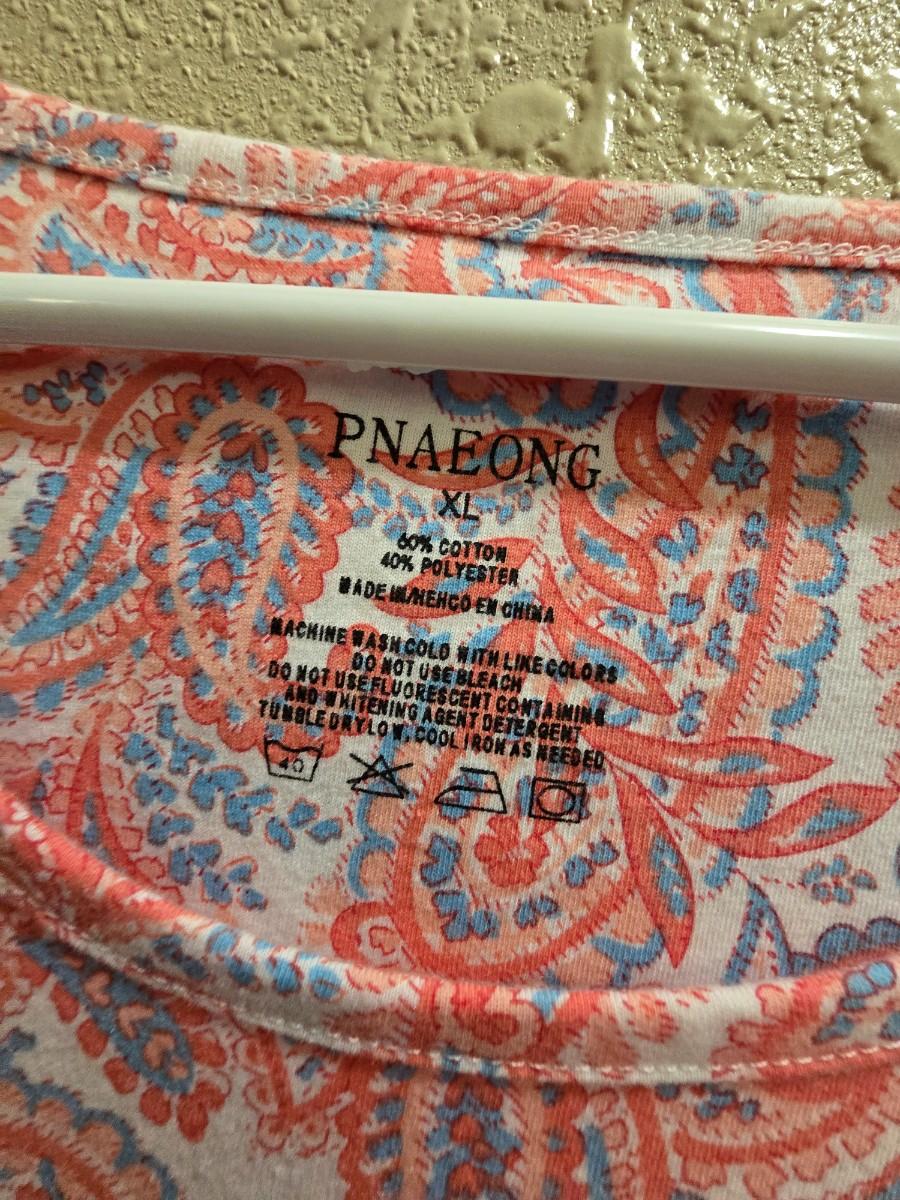 PNAEONG
XL
60% COTTON
40% POLYESTER
MADE IN/HEHCO EN CHINA
MACHINE WASH COLD WITH LIKE COLORS
DO NOT USE BLEACH
DO NOT USE FLUORESCENT CONTAINING
AND WHITENING AGENT DETERGENT
TUMBLE DRY LOW, COOL IRON AS NEEDED
40